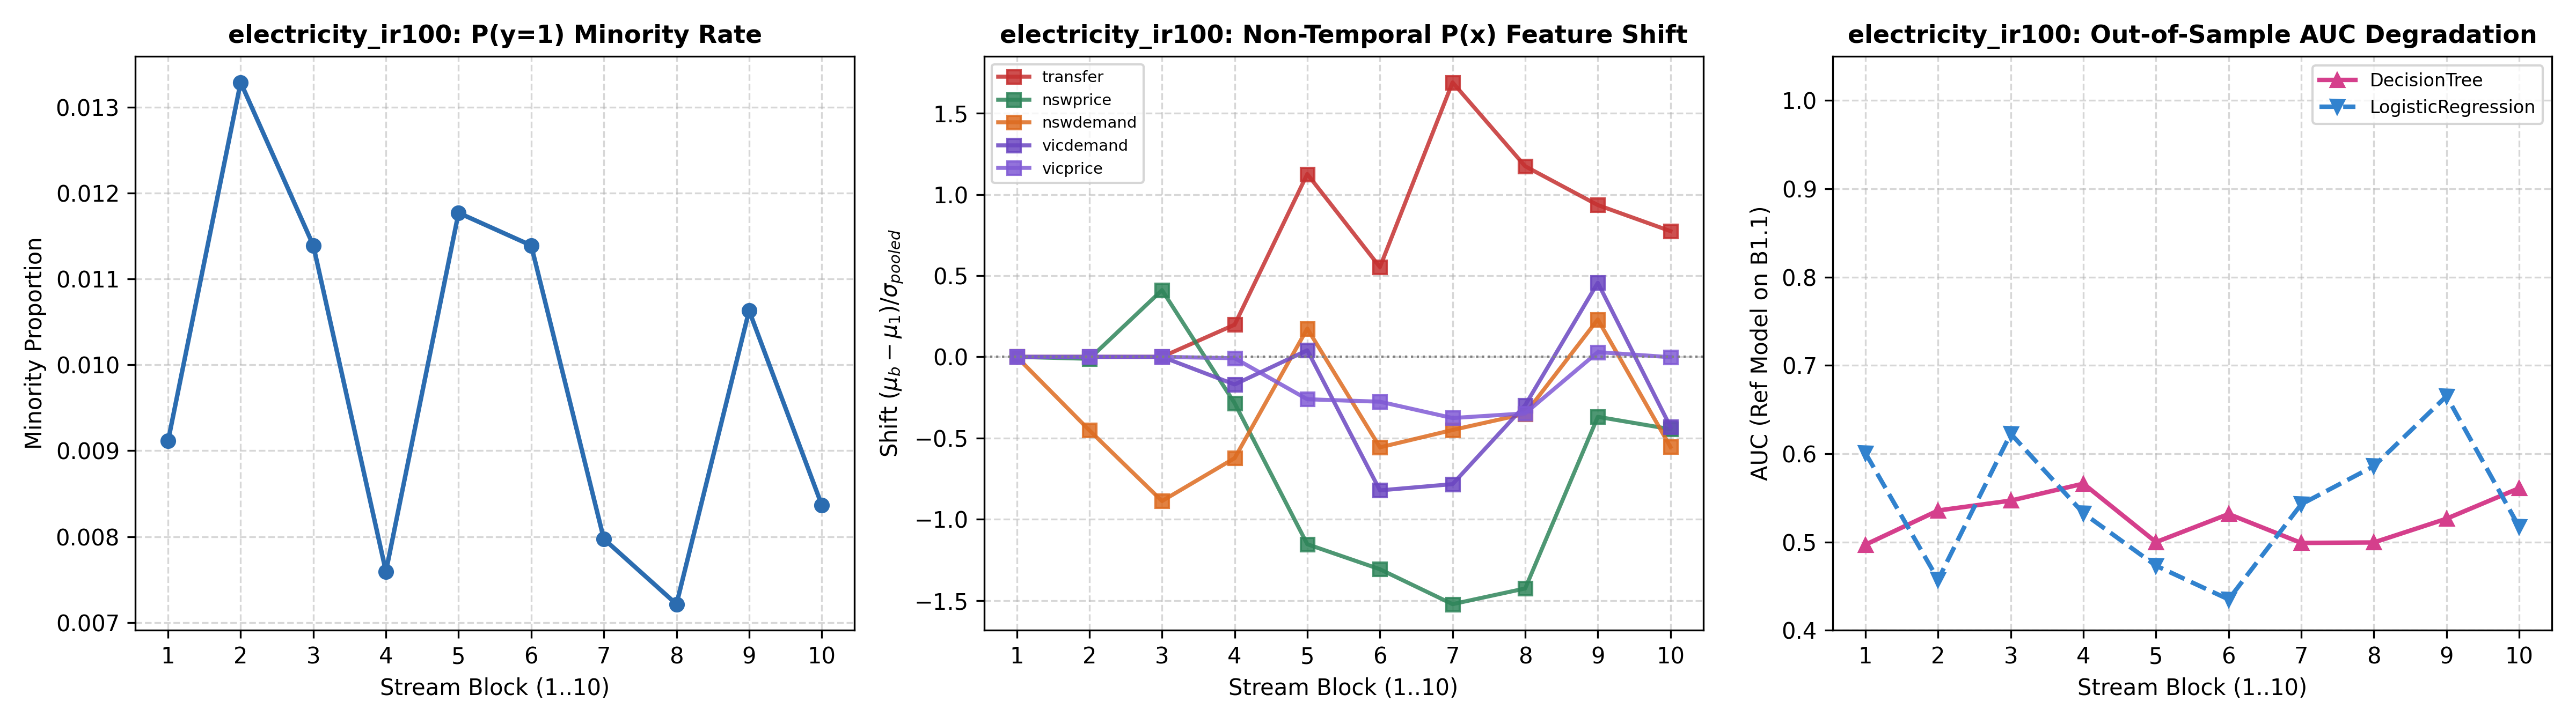 electricity_ir100: P(y=1) Minority Rate
Minority Proportion
0.013
0.012
0.011
0.010
0.009
0.008
0.007
1 2 3 4 5 6 7 8 9 10
Stream Block (1..10)
electricity_ir100: Non-Temporal P(x) Feature Shift
transfer
nswprice
nswdemand
vicdemand
vicprice
Shift (μb − μ1)/σpooled
1.5
1.0
0.5
0.0
−0.5
−1.0
−1.5
1 2 3 4 5 6 7 8 9 10
Stream Block (1..10)
electricity_ir100: Out-of-Sample AUC Degradation
DecisionTree
LogisticRegression
AUC (Ref Model on B1.1)
1.0
0.9
0.8
0.7
0.6
0.5
0.4
1 2 3 4 5 6 7 8 9 10
Stream Block (1..10)